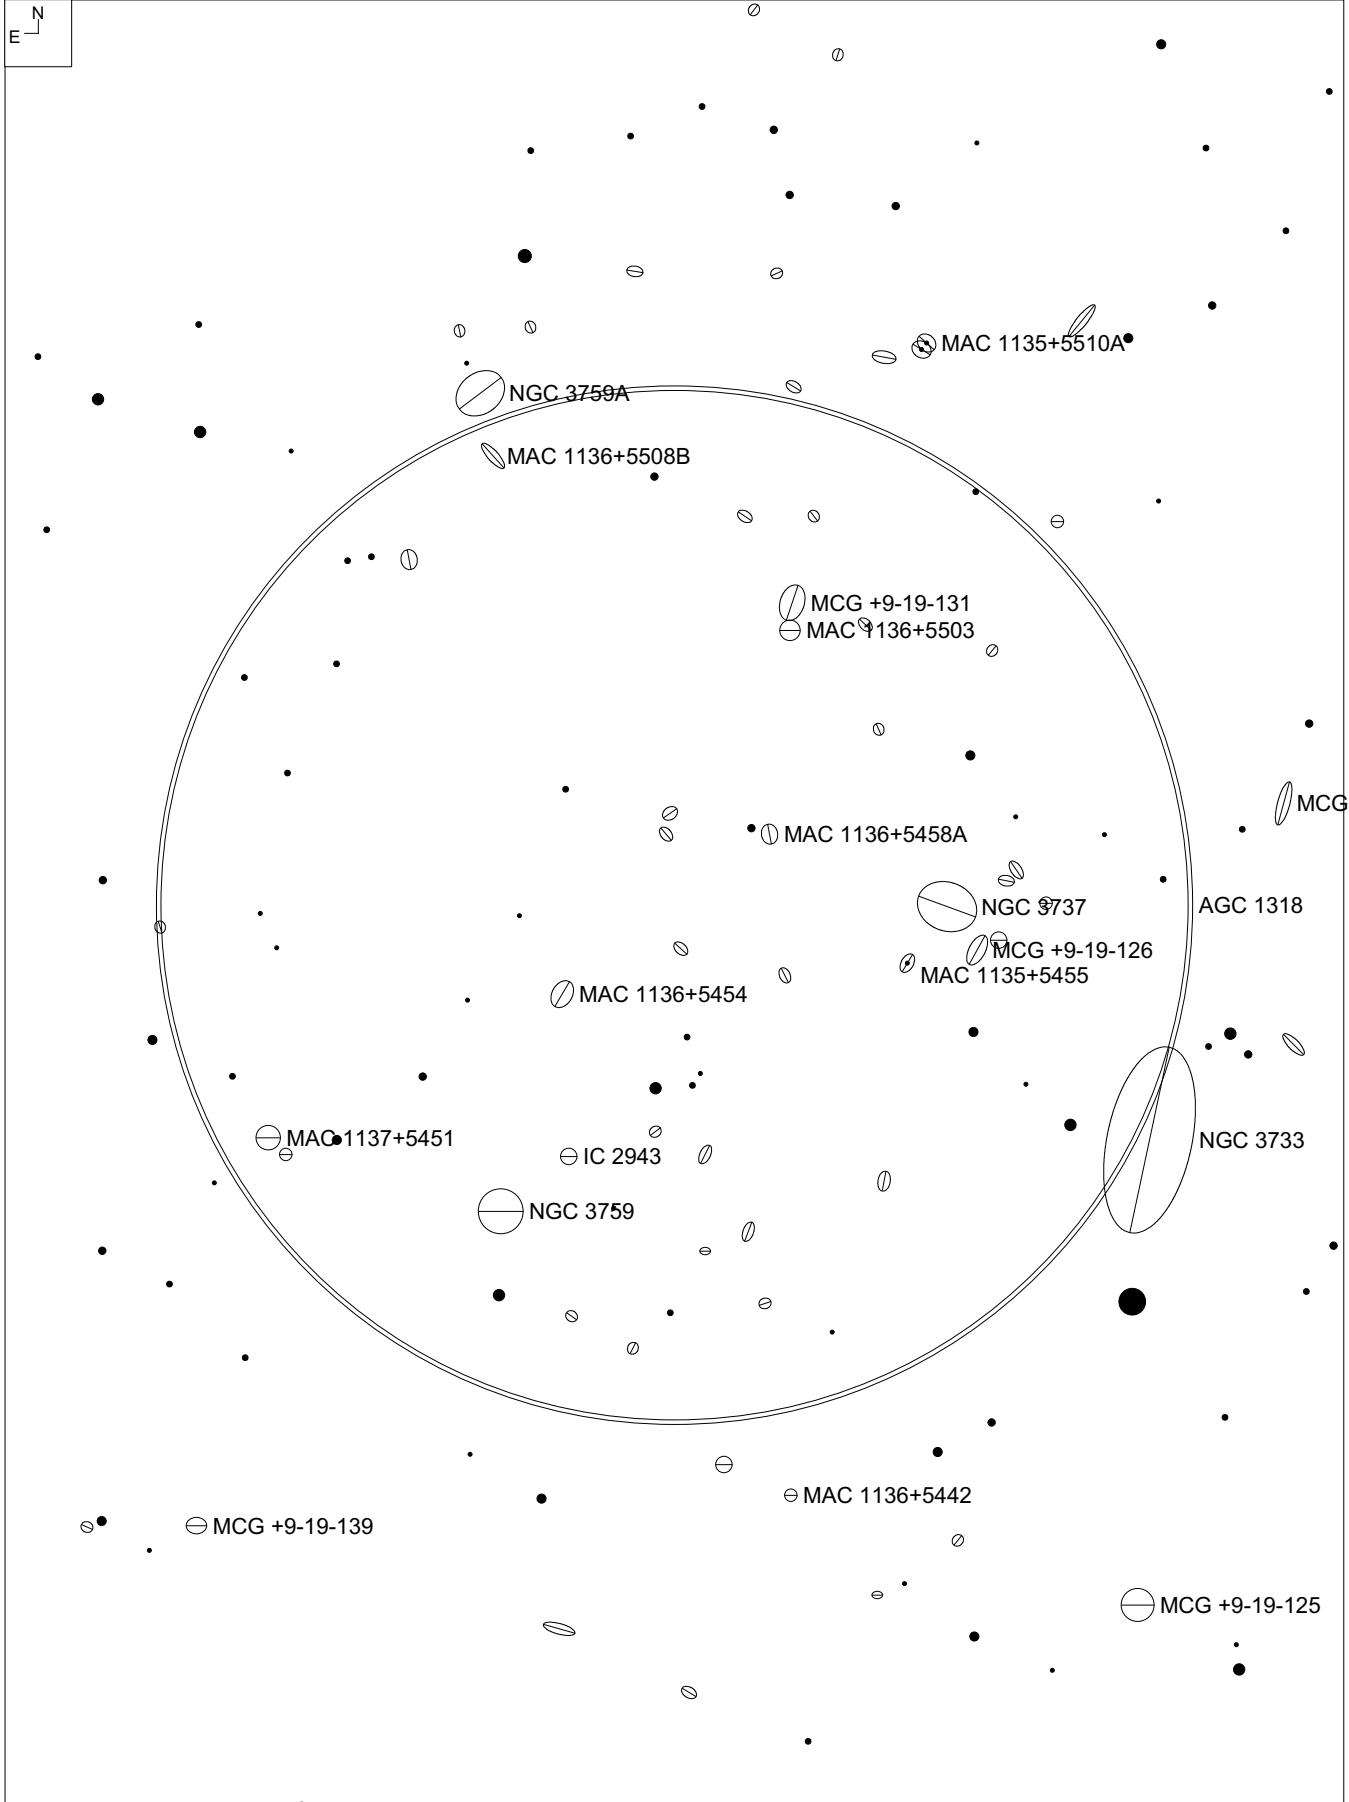 N
E
MAC 1135+5510A
NGC 3759A
MAC 1136+5508B
MCG +9-19-131
MAC 1136+5503
MCG
MAC 1136+5458A
AGC 1318
NGC 3737
MCG +9-19-126
MAC 1135+5455
MAC 1136+5454
MAC 1137+5451
NGC 3733
IC 2943
NGC 3759
MAC 1136+5442
MCG +9-19-139
MCG +9-19-125